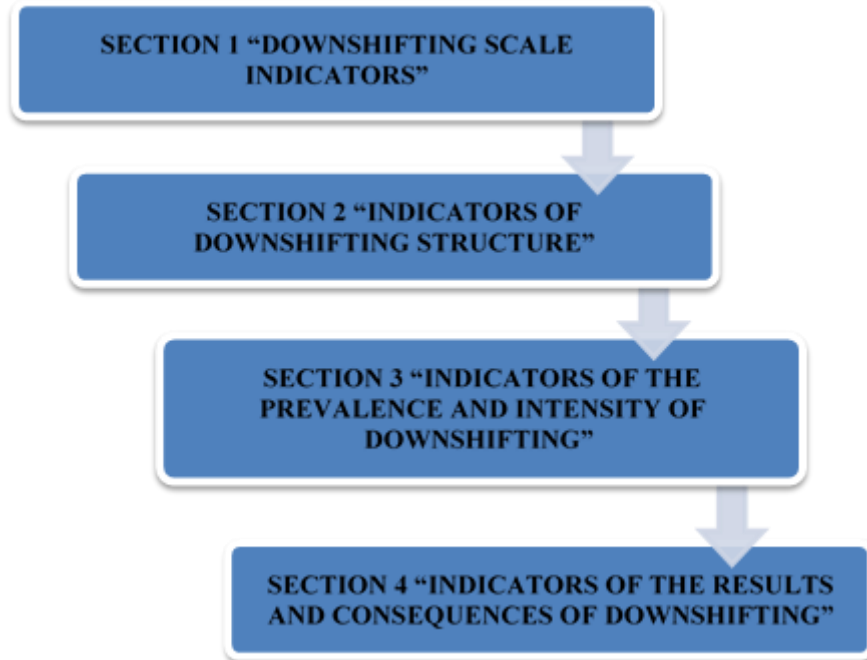 SECTION 1 “DOWNSHIFTING SCALE
INDICATORS”
SECTION 2 “INDICATORS OF
DOWNSHIFTING STRUCTURE”
SECTION 3 “INDICATORS OF THE
PREVALENCE AND INTENSITY OF
DOWNSHIFTING”
SECTION 4 “INDICATORS OF THE RESULTS
AND CONSEQUENCES OF DOWNSHIFTING”